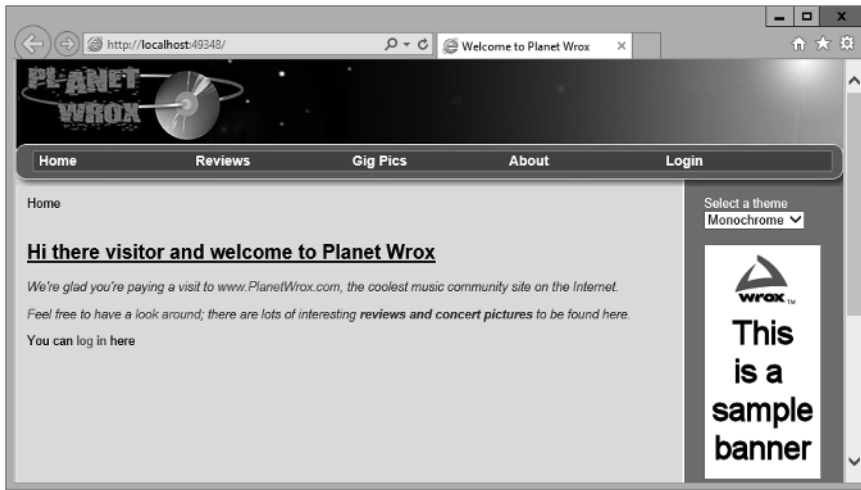 http://localhost:49348/
Welcome to Planet Wrox
PLANET
WROX
Home Reviews Gig Pics About Login
Home
Select a theme
Monochrome
Hi there visitor and welcome to Planet Wrox
We're glad you're paying a visit to www.PlanetWrox.com, the coolest music community site on the Internet.
Feel free to have a look around; there are lots of interesting reviews and concert pictures to be found here.
You can log in here
wrox TM
This
is a
sample
banner